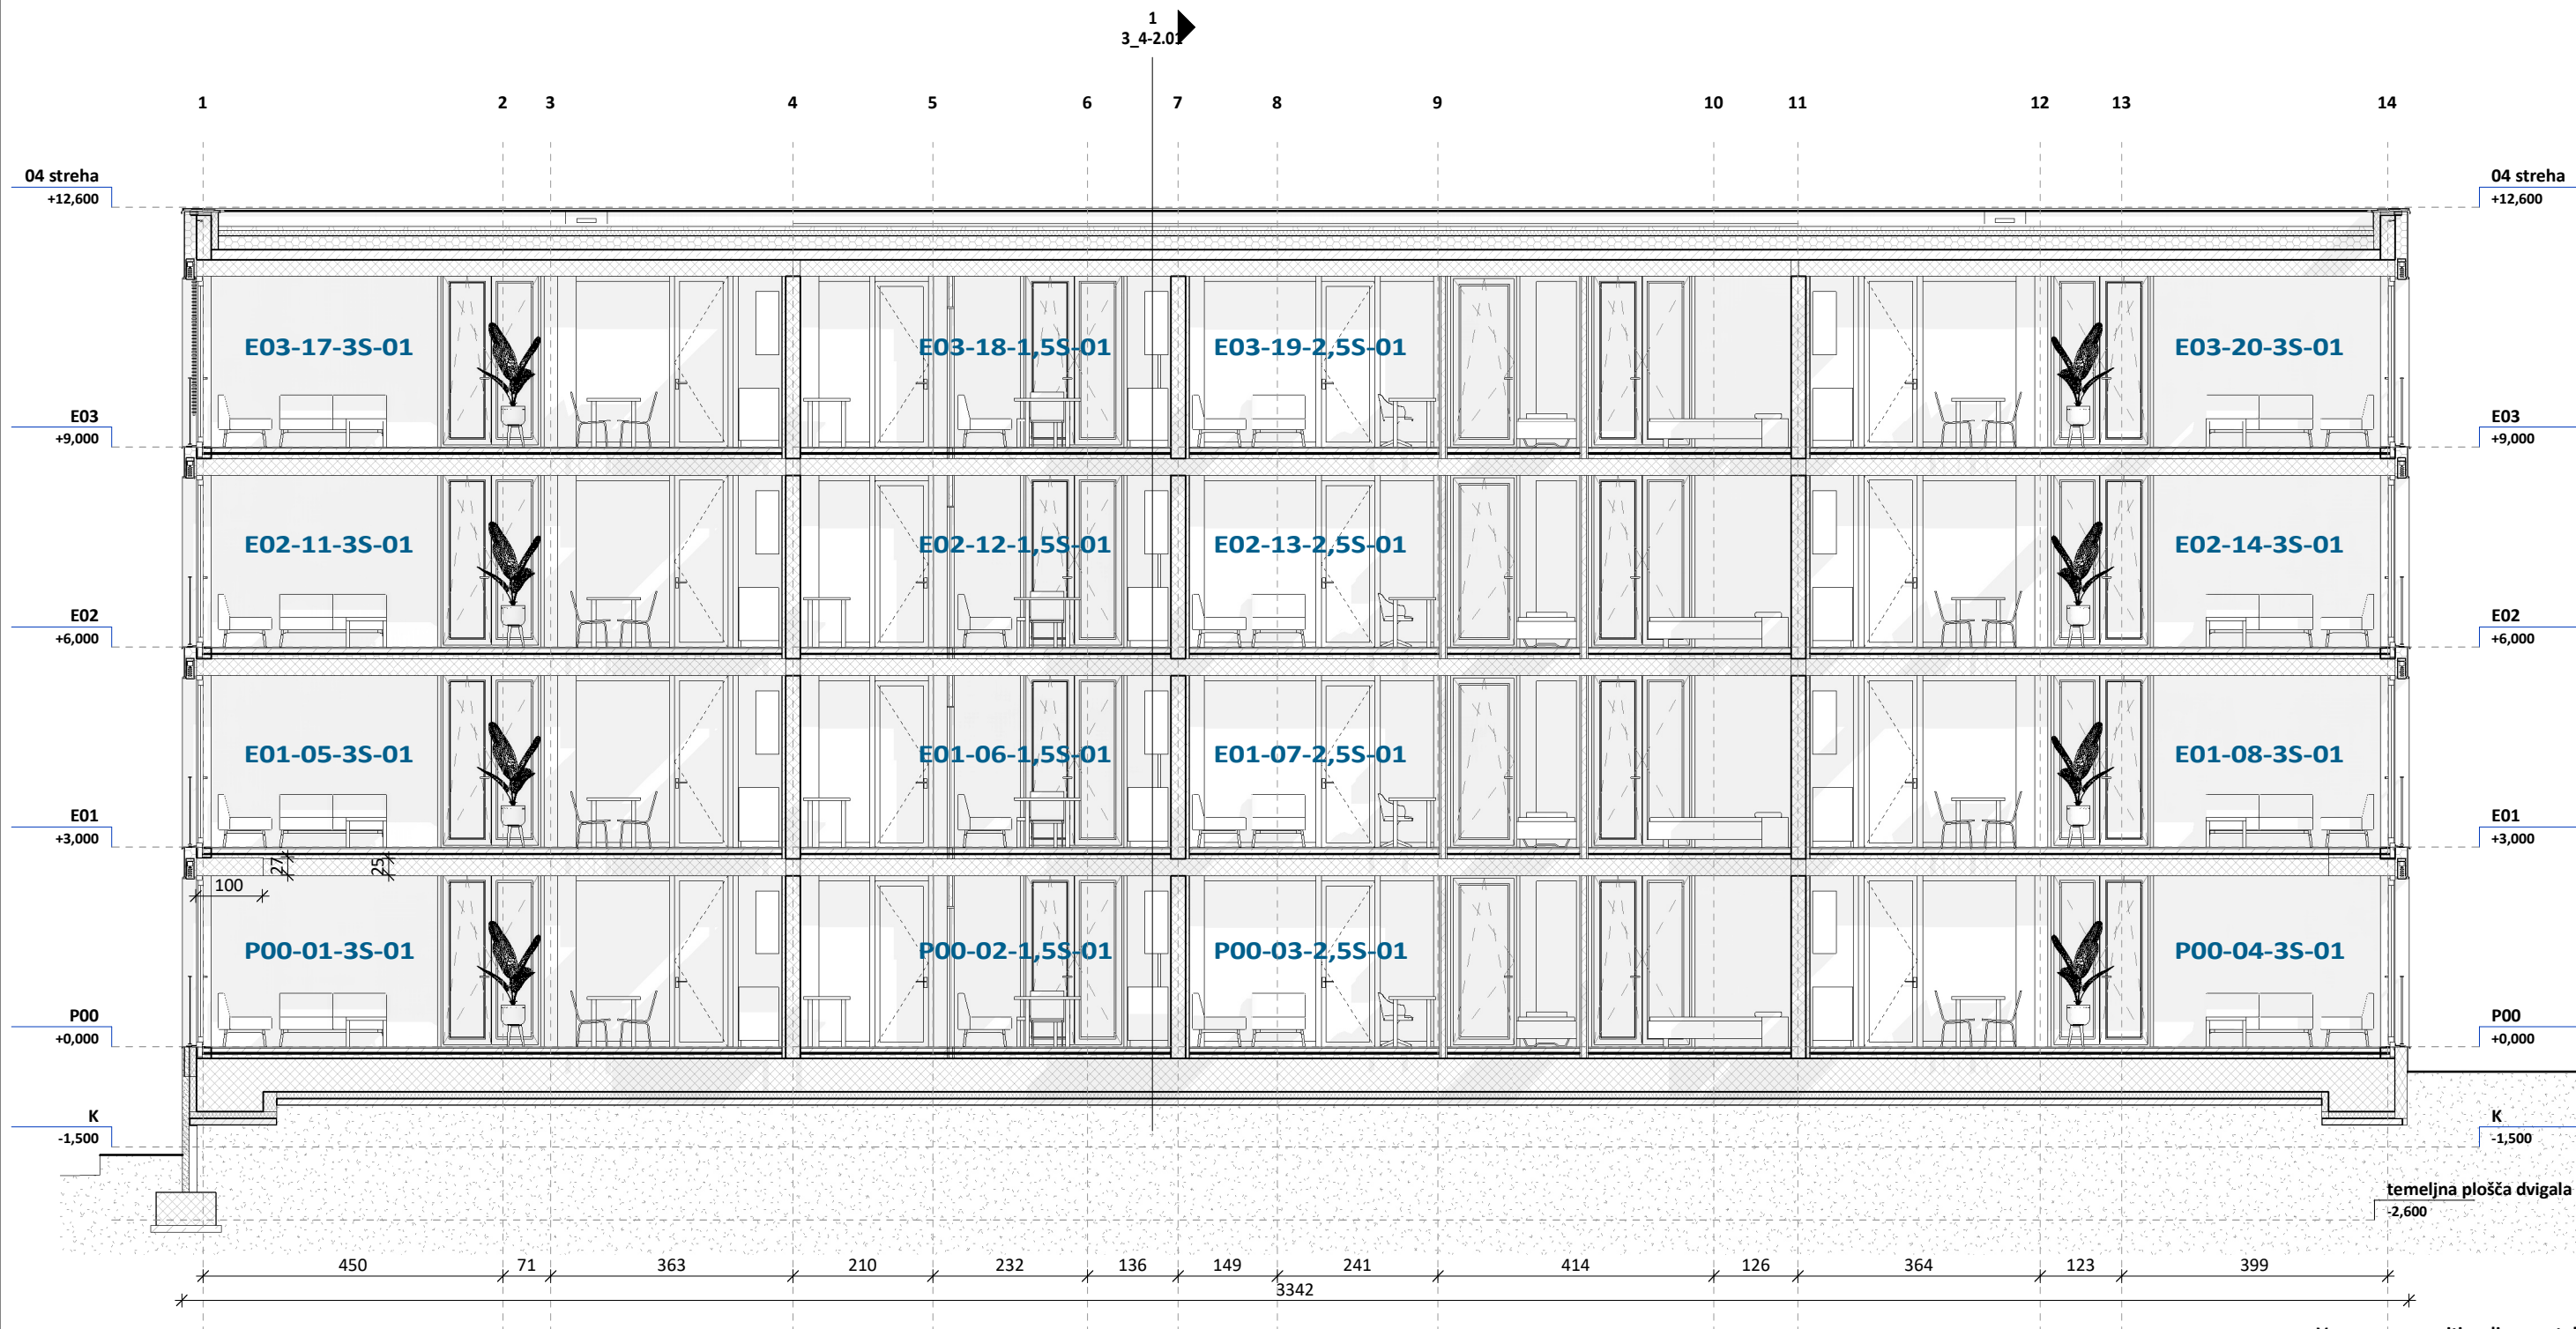 1
3_4-2.01
1 2 3 4 5 6 7 8 9 10 11 12 13 14
04 streha 04 streha
+12,600 +12,600
E03-17-3S-01 E03-18-1,5S-01 E03-19-2,5S-01 E03-20-3S-01
E03 E03
+9,000 +9,000
E02-11-3S-01 E02-12-1,5S-01 E02-13-2,5S-01 E02-14-3S-01
E02 E02
+6,000 +6,000
E01-05-3S-01 E01-06-1,5S-01 E01-07-2,5S-01 E01-08-3S-01
E01 E01
+3,000 +3,000
27 25
100
P00-01-3S-01 P00-02-1,5S-01 P00-03-2,5S-01 P00-04-3S-01
P00 P00
+0,000 +0,000
K K
-1,500 -1,500
temeljna plošča dvigala
-2,600
450 71 363 210 232 136 149 241 414 126 364 123 399
3342